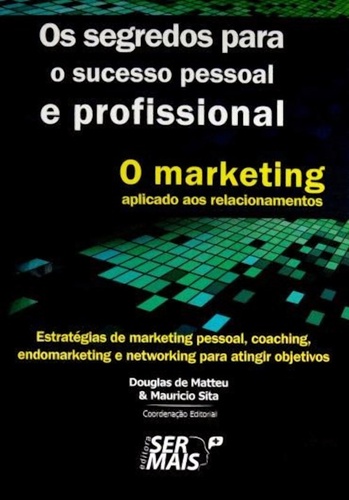 Os segredos para
o sucesso pessoal
e profissional
O marketing
aplicado aos relacionamentos
Estratégias de marketing pessoal, coaching,
endomarketing e networking para atingir objetivos
Douglas de Matteu
& Mauricio Sita
Coordenação Editorial
editora
SER
MAIS